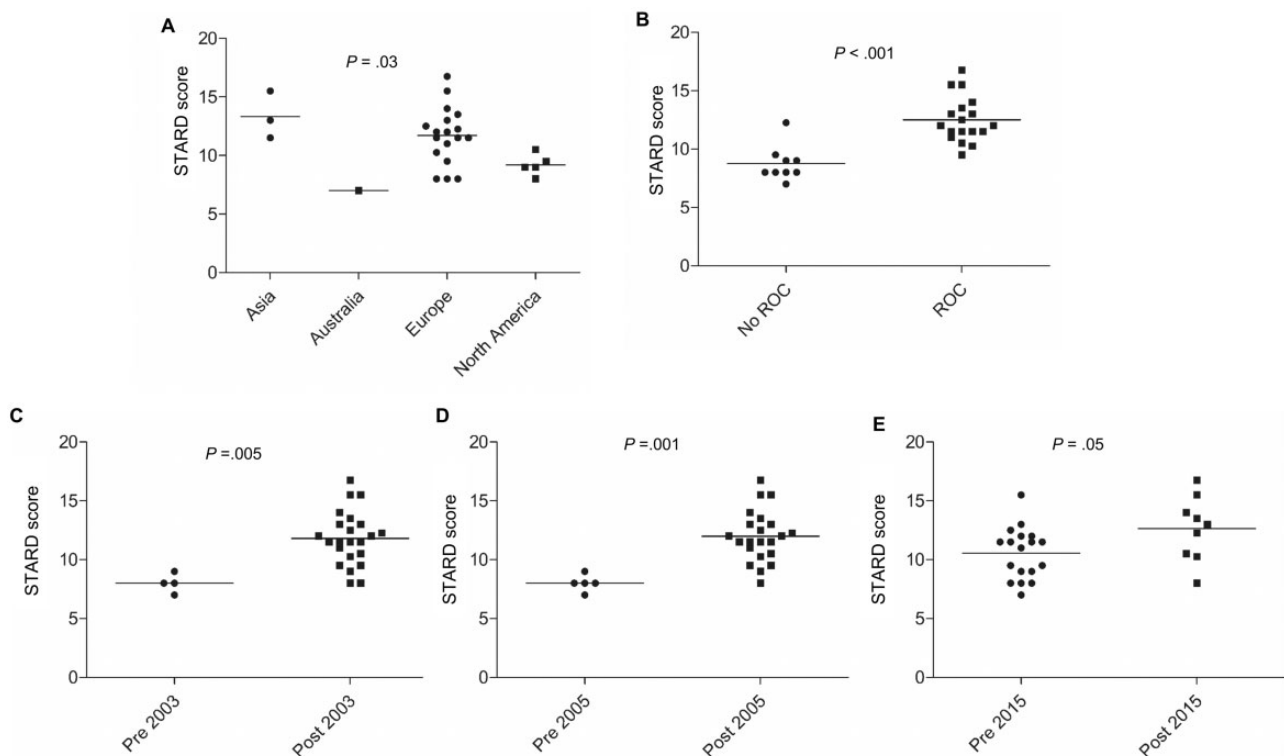 A
P = .03
STARD score
20
15
10
5
0
Asia
Australia
Europe
North America
B
P < .001
STARD score
20
15
10
5
0
No ROC
ROC
C
P =.005
STARD score
20
15
10
5
0
Pre 2003
Post 2003
D
P =.001
STARD score
20
15
10
5
0
Pre 2005
Post 2005
E
P = .05
STARD score
20
15
10
5
0
Pre 2015
Post 2015